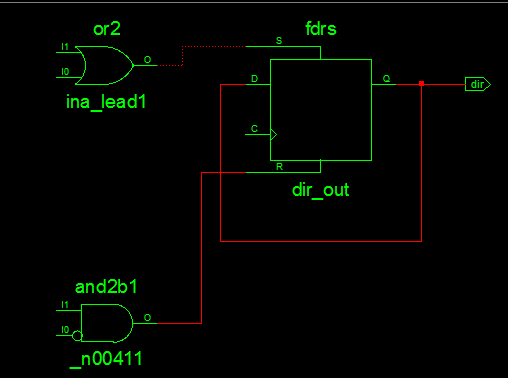 or2
I1
I0
O
ina_lead1
fdrs
S
D
Q
C
R
dir
dir_out
and2b1
I1
I0
O
_n00411